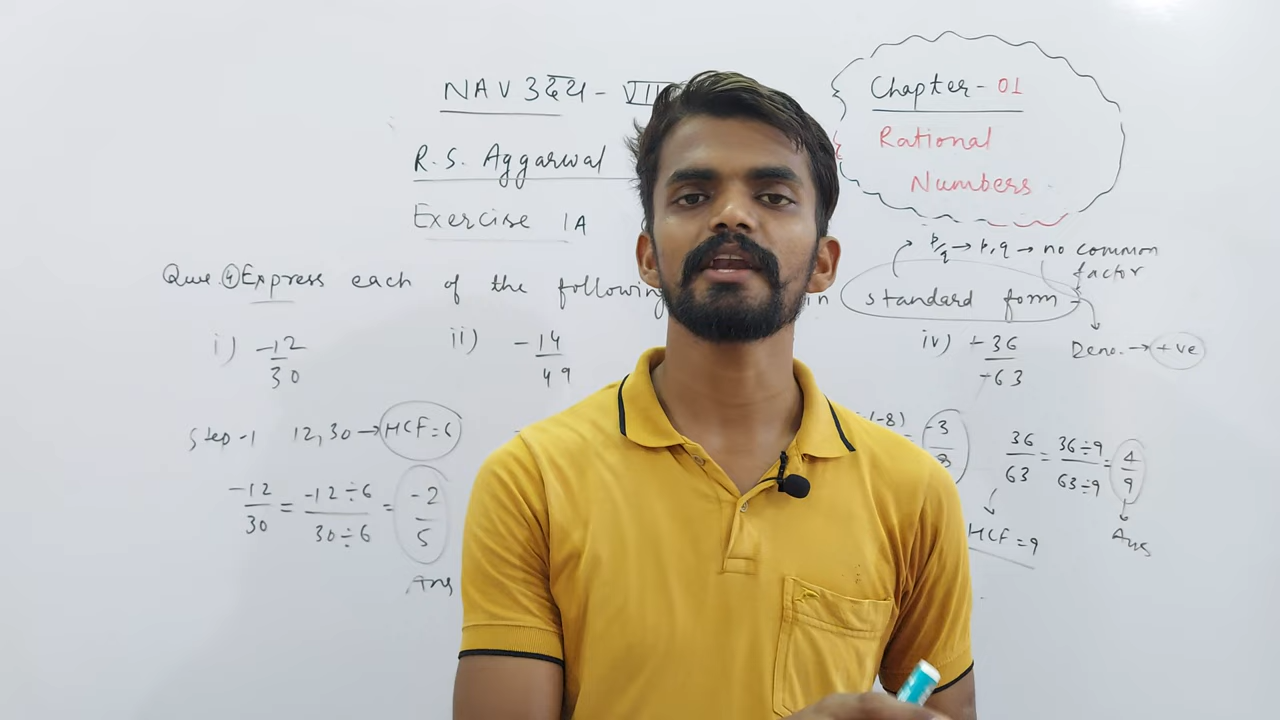 NAV उदय - VIII
R.S. Aggarwal
Exercise 1A
Chapter - 01
Rational
Numbers
p/q → p, q → no common
factor
Que. ④ Express each of the following in standard form
Deno. → +ve
i) -12/30
ii) -14/49
iv) -36/-63
Step-1 12, 30 → HCF = 6
-12/30 = -12÷6/30÷6 = -2/5
Ans
(-8) = -3/8
36/63 = 36÷9/63÷9 = 4/9
HCF = 9
Ans